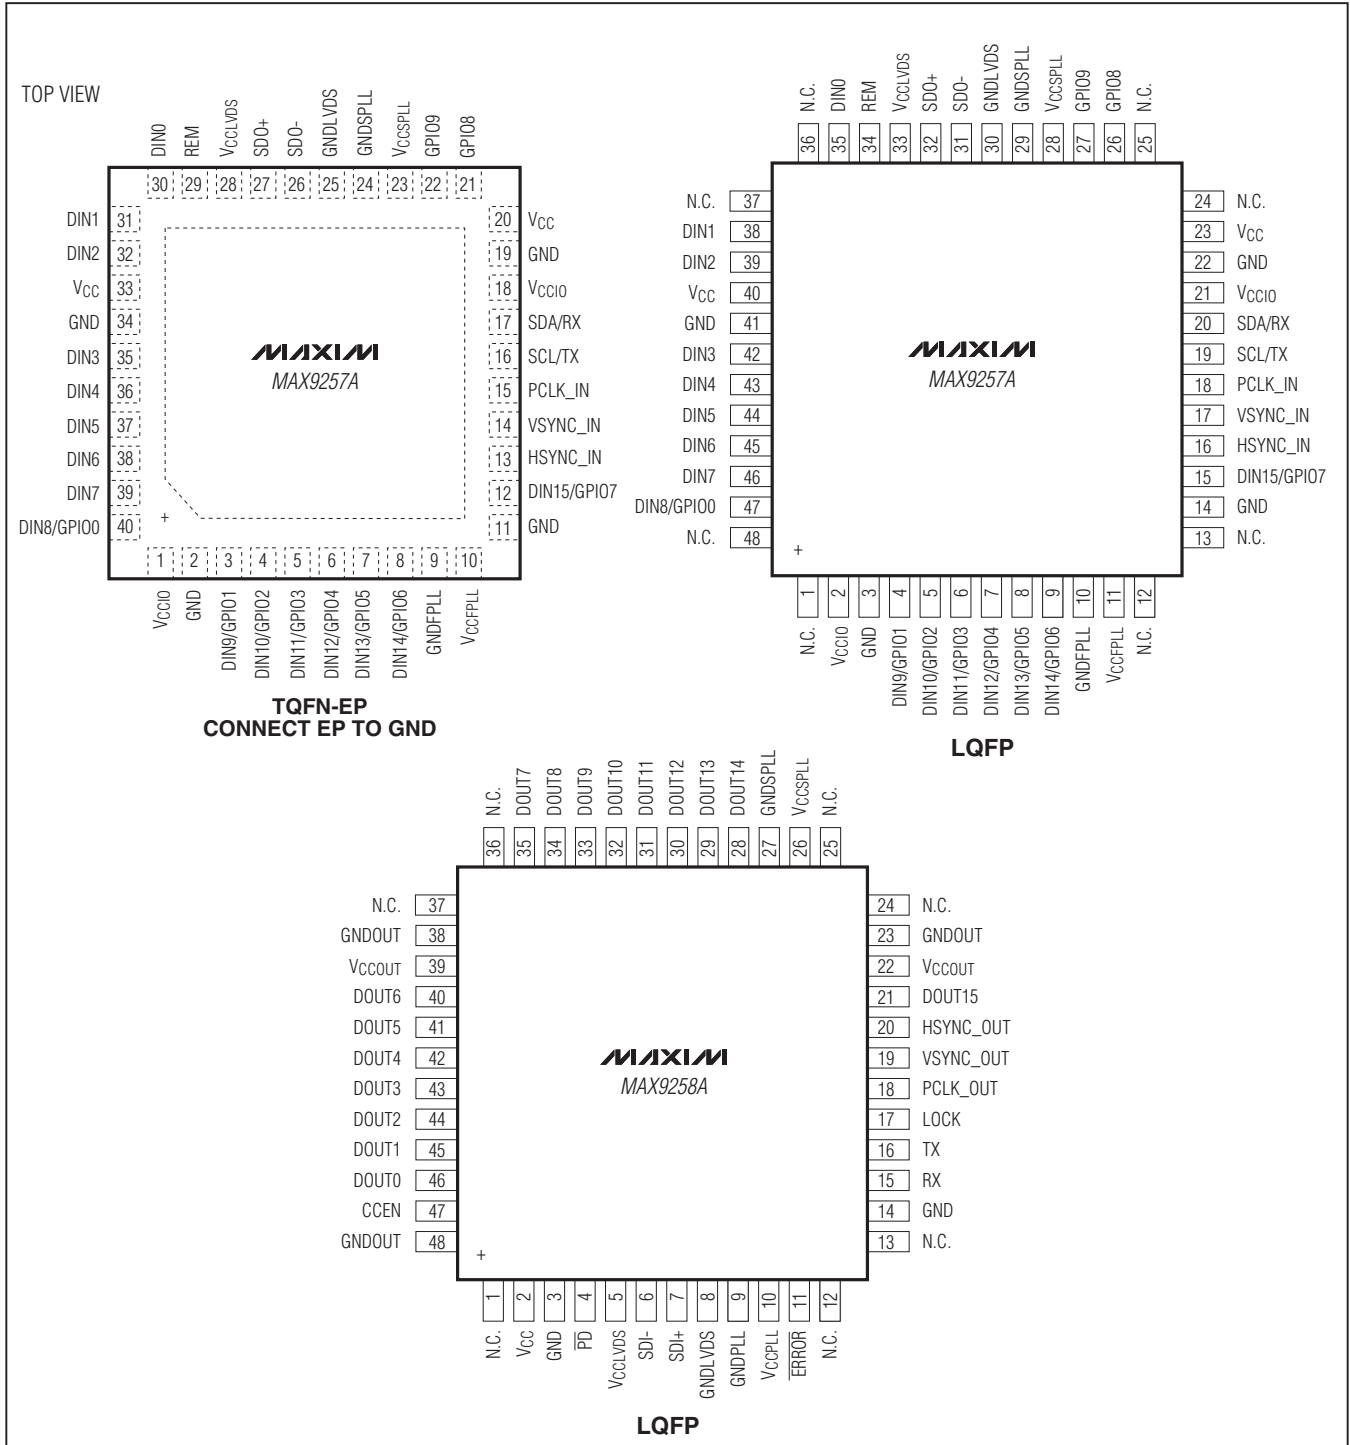 TOP VIEW
DIN0
REM
VCCLVDS
SDO+
SDO-
GNDLVDS
GNDSPLL
VCCSPLL
GPIO9
GPIO8
30 29 28 27 26 25 24 23 22 21
DIN1 31
DIN2 32
VCC 33
GND 34
DIN3 35
DIN4 36
DIN5 37
DIN6 38
DIN7 39
DIN8/GPIO0 40
20 VCC
19 GND
18 VCCIO
17 SDA/RX
16 SCL/TX
15 PCLK_IN
14 VSYNC_IN
13 HSYNC_IN
12 DIN15/GPIO7
11 GND
MAXIM
MAX9257A
+
1 2 3 4 5 6 7 8 9 10
VCCIO
GND
DIN9/GPIO1
DIN10/GPIO2
DIN11/GPIO3
DIN12/GPIO4
DIN13/GPIO5
DIN14/GPIO6
GNDFPLL
VCCFPLL
TQFN-EP
CONNECT EP TO GND
N.C.
DIN0
REM
VCCLVDS
SDO+
SDO-
GNDLVDS
GNDSPLL
VCCSPLL
GPIO9
GPIO8
N.C.
36 35 34 33 32 31 30 29 28 27 26 25
N.C. 37
DIN1 38
DIN2 39
VCC 40
GND 41
DIN3 42
DIN4 43
DIN5 44
DIN6 45
DIN7 46
DIN8/GPIO0 47
N.C. 48
24 N.C.
23 VCC
22 GND
21 VCCIO
20 SDA/RX
19 SCL/TX
18 PCLK_IN
17 VSYNC_IN
16 HSYNC_IN
15 DIN15/GPIO7
14 GND
13 N.C.
MAXIM
MAX9257A
+
1 2 3 4 5 6 7 8 9 10 11 12
N.C.
VCCIO
GND
DIN9/GPIO1
DIN10/GPIO2
DIN11/GPIO3
DIN12/GPIO4
DIN13/GPIO5
DIN14/GPIO6
GNDFPLL
VCCFPLL
N.C.
LQFP
N.C.
DOUT7
DOUT8
DOUT9
DOUT10
DOUT11
DOUT12
DOUT13
DOUT14
GNDSPLL
VCCSPLL
N.C.
36 35 34 33 32 31 30 29 28 27 26 25
N.C. 37
GNDOUT 38
VCCOUT 39
DOUT6 40
DOUT5 41
DOUT4 42
DOUT3 43
DOUT2 44
DOUT1 45
DOUT0 46
CCEN 47
GNDOUT 48
24 N.C.
23 GNDOUT
22 VCCOUT
21 DOUT15
20 HSYNC_OUT
19 VSYNC_OUT
18 PCLK_OUT
17 LOCK
16 TX
15 RX
14 GND
13 N.C.
MAXIM
MAX9258A
+
1 2 3 4 5 6 7 8 9 10 11 12
N.C.
VCC
GND
PD
VCCLVDS
SDI-
SDI+
GNDLVDS
GNDPLL
VCCPLL
ERROR
N.C.
LQFP